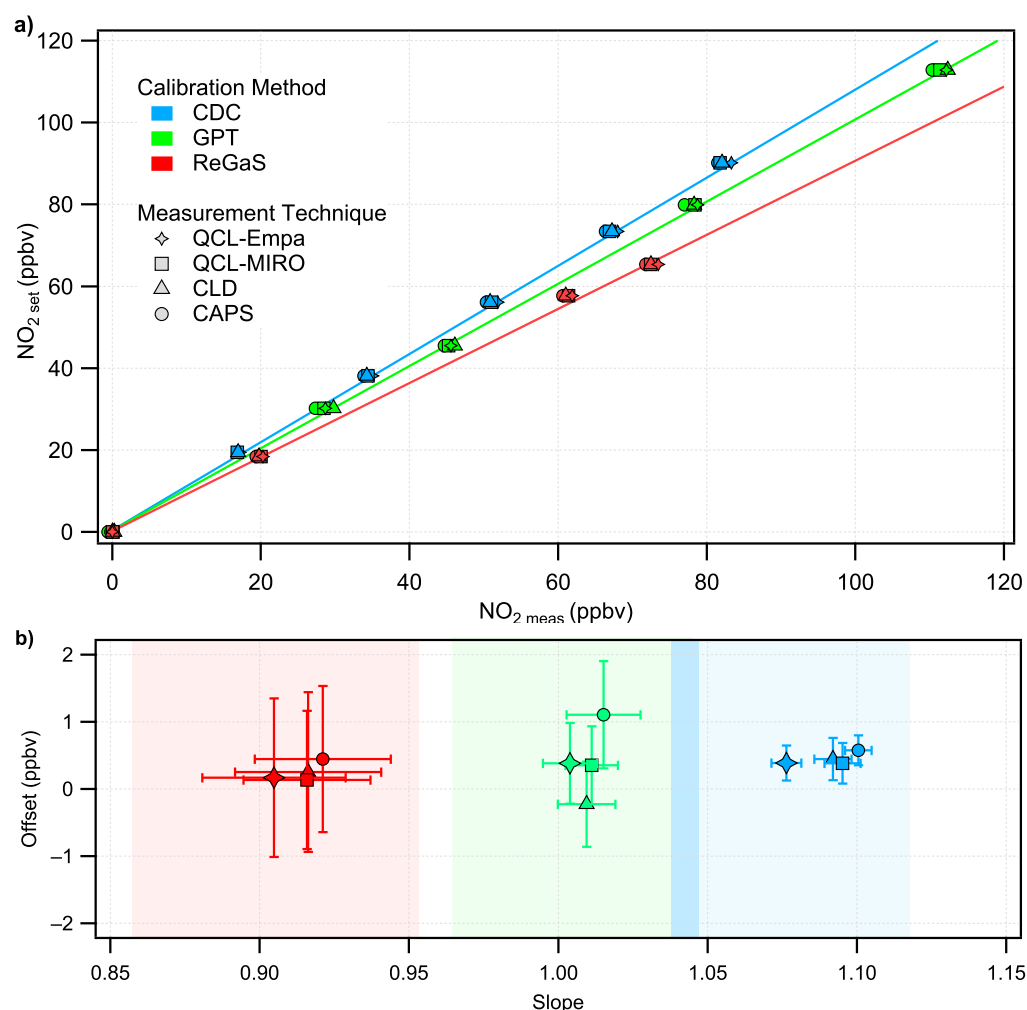 a)
120
100
80
60
40
20
0
NO2 set (ppbv)
Calibration Method
CDC
GPT
ReGaS
Measurement Technique
QCL-Empa
QCL-MIRO
CLD
CAPS
0 20 40 60 80 100 120
NO2 meas (ppbv)
b)
2
1
0
−1
−2
Offset (ppbv)
0.85 0.90 0.95 1.00 1.05 1.10 1.15
Slope